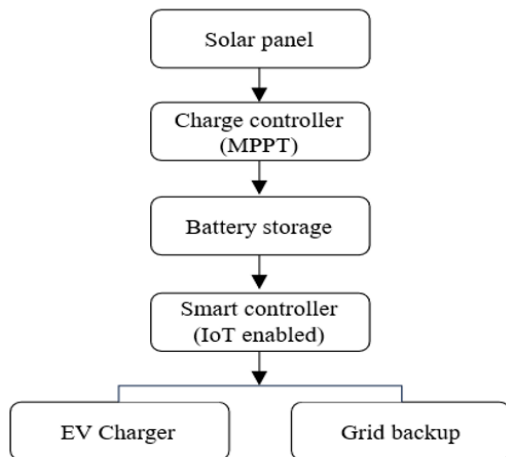 Solar panel
Charge controller
(MPPT)
Battery storage
Smart controller
(IoT enabled)
EV Charger
Grid backup